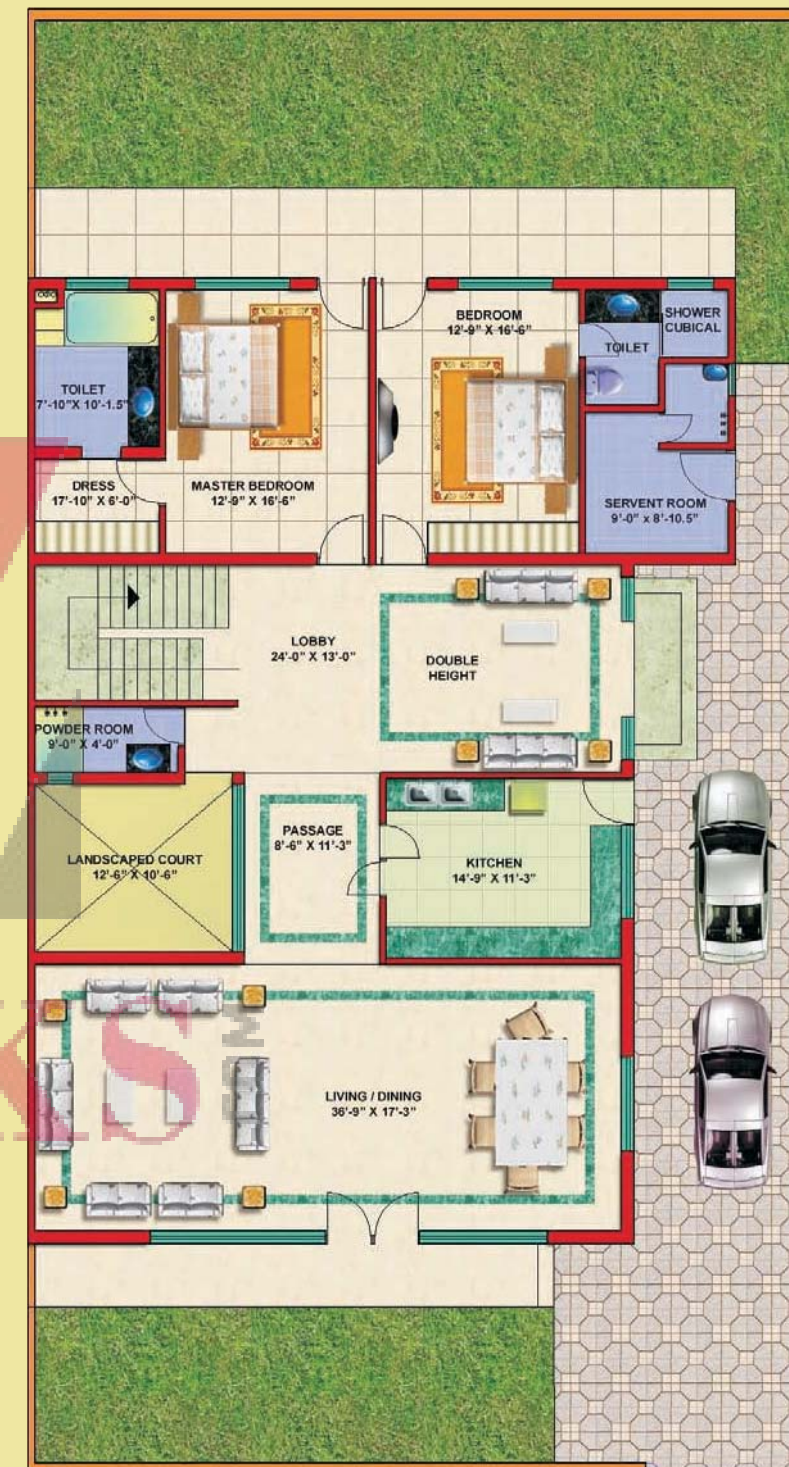 BEDROOM
12'-9" X 16'-6"
SHOWER
CUBICAL
TOILET
TOILET
7'-10"X 10'-1.5"
DRESS
17'-10" X 6'-0"
MASTER BEDROOM
12'-9" X 16'-6"
SERVENT ROOM
9'-0" x 8'-10.5"
LOBBY
24'-0" X 13'-0"
DOUBLE
HEIGHT
POWDER ROOM
9'-0" X 4'-0"
PASSAGE
8'-6" X 11'-3"
LANDSCAPED COURT
12'-6" X 10'-6"
KITCHEN
14'-9" X 11'-3"
KS
.COM
LIVING / DINING
36'-9" X 17'-3"